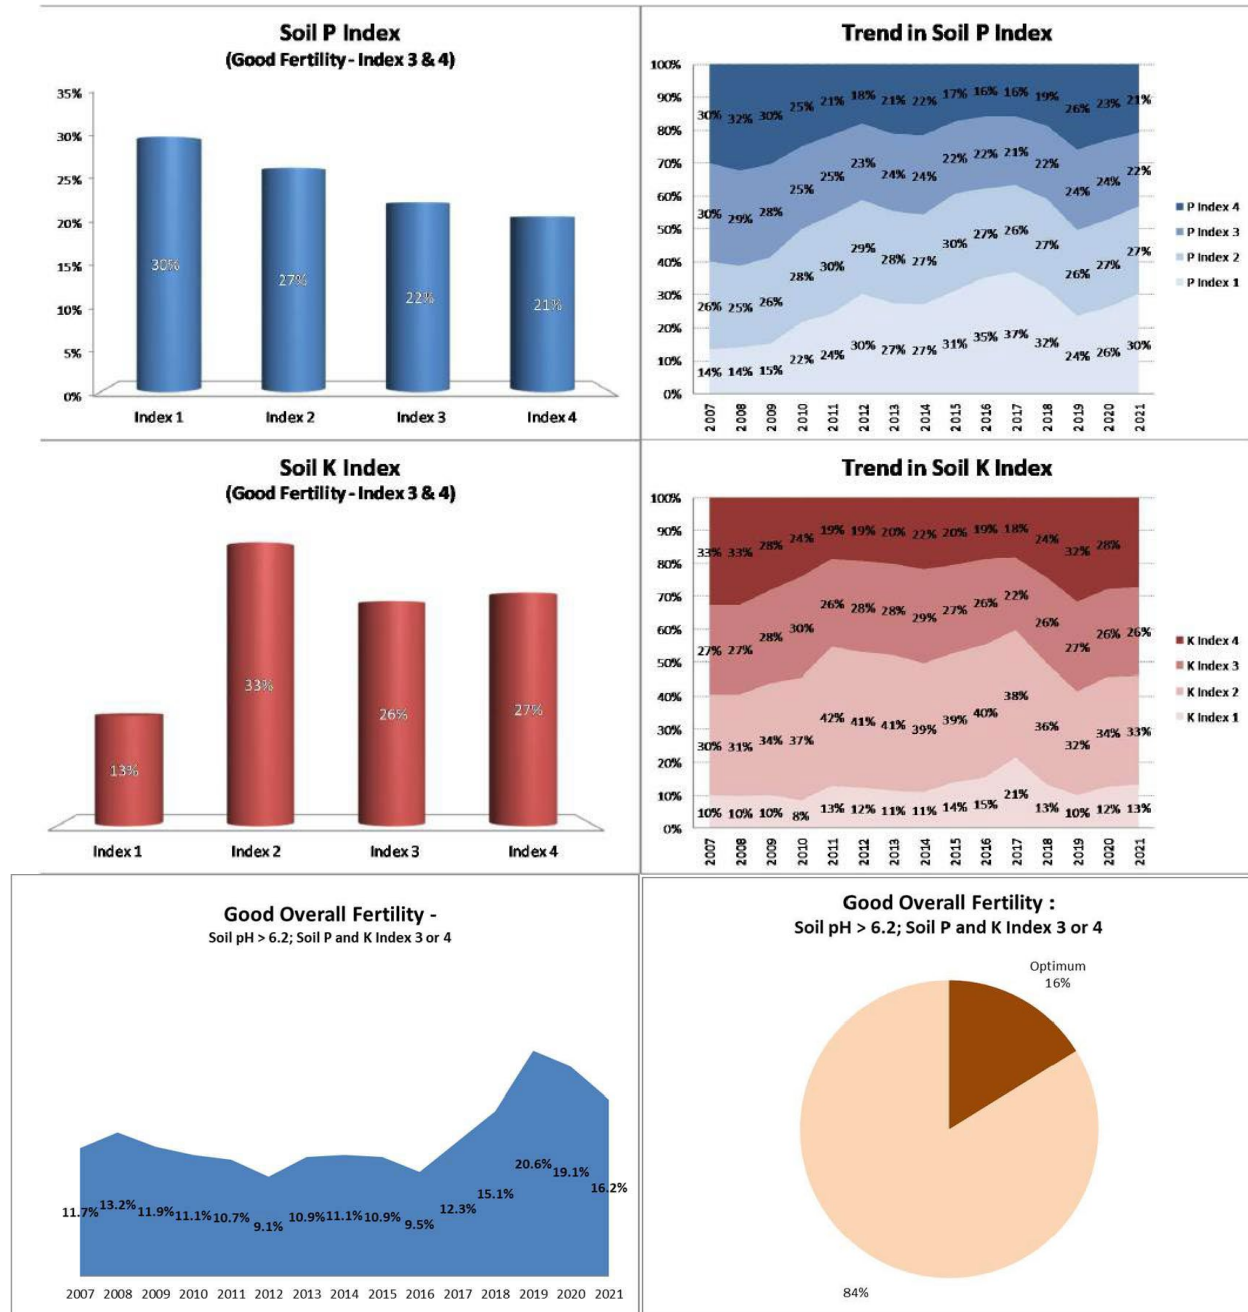 Soil P Index
(Good Fertility - Index 3 & 4)
35%
30%
25%
20%
15%
10%
5%
0%
30%
27%
22%
21%
Index 1
Index 2
Index 3
Index 4
Trend in Soil P Index
100%
90%
80%
70%
60%
50%
40%
30%
20%
10%
0%
30% 32% 30% 25% 21% 18% 21% 22% 17% 16% 16% 19% 26% 23% 21%
30% 29% 28% 25% 25% 23% 24% 24% 22% 22% 21% 22% 24% 24% 22%
26% 25% 26% 28% 30% 29% 28% 27% 30% 27% 26% 27% 26% 27% 27%
14% 14% 15% 22% 24% 30% 27% 27% 31% 35% 37% 32% 24% 26% 30%
2007 2008 2009 2010 2011 2012 2013 2014 2015 2016 2017 2018 2019 2020 2021
P Index 4
P Index 3
P Index 2
P Index 1
Soil K Index
(Good Fertility - Index 3 & 4)
13%
33%
26%
27%
Index 1
Index 2
Index 3
Index 4
Trend in Soil K Index
100%
90%
80%
70%
60%
50%
40%
30%
20%
10%
0%
33% 33% 28% 24% 19% 19% 20% 22% 20% 19% 18% 24% 32% 28%
27% 27% 28% 30% 26% 28% 28% 29% 27% 26% 22% 26% 27% 26% 26%
30% 31% 34% 37% 42% 41% 41% 39% 39% 40% 38% 36% 32% 34% 33%
10% 10% 10% 8% 13% 12% 11% 11% 14% 15% 21% 13% 10% 12% 13%
2007 2008 2009 2010 2011 2012 2013 2014 2015 2016 2017 2018 2019 2020 2021
K Index 4
K Index 3
K Index 2
K Index 1
Good Overall Fertility -
Soil pH > 6.2; Soil P and K Index 3 or 4
11.7% 13.2% 11.9% 11.1% 10.7% 9.1% 10.9% 11.1% 10.9% 9.5% 12.3% 15.1% 20.6% 19.1% 16.2%
2007 2008 2009 2010 2011 2012 2013 2014 2015 2016 2017 2018 2019 2020 2021
Good Overall Fertility :
Soil pH > 6.2; Soil P and K Index 3 or 4
Optimum
16%
84%